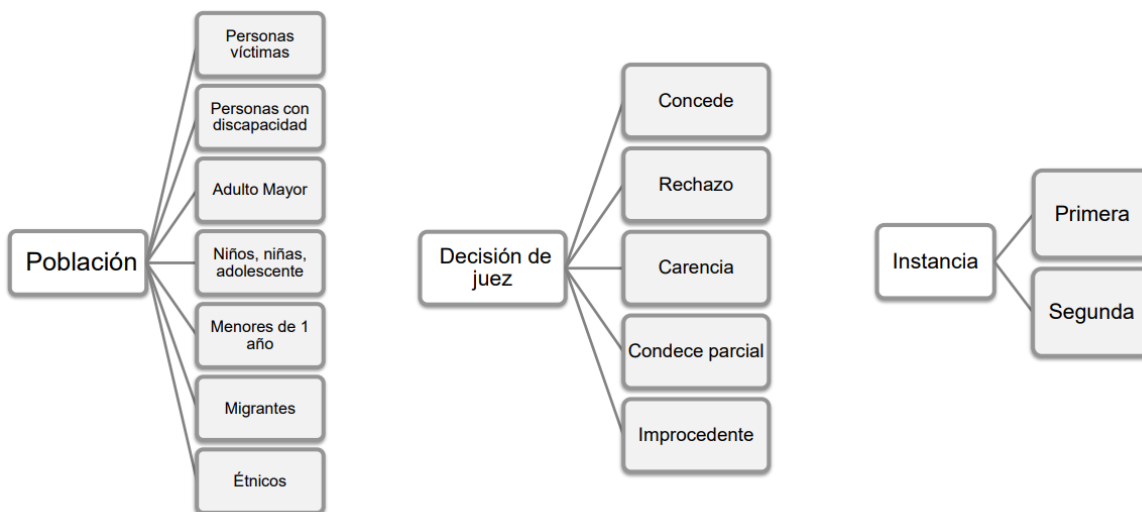 Población
Personas
víctimas
Personas con
discapacidad
Adulto Mayor
Niños, niñas,
adolescente
Menores de 1
año
Migrantes
Étnicos
Decisión de
juez
Concede
Rechazo
Carencia
Condece parcial
Improcedente
Instancia
Primera
Segunda